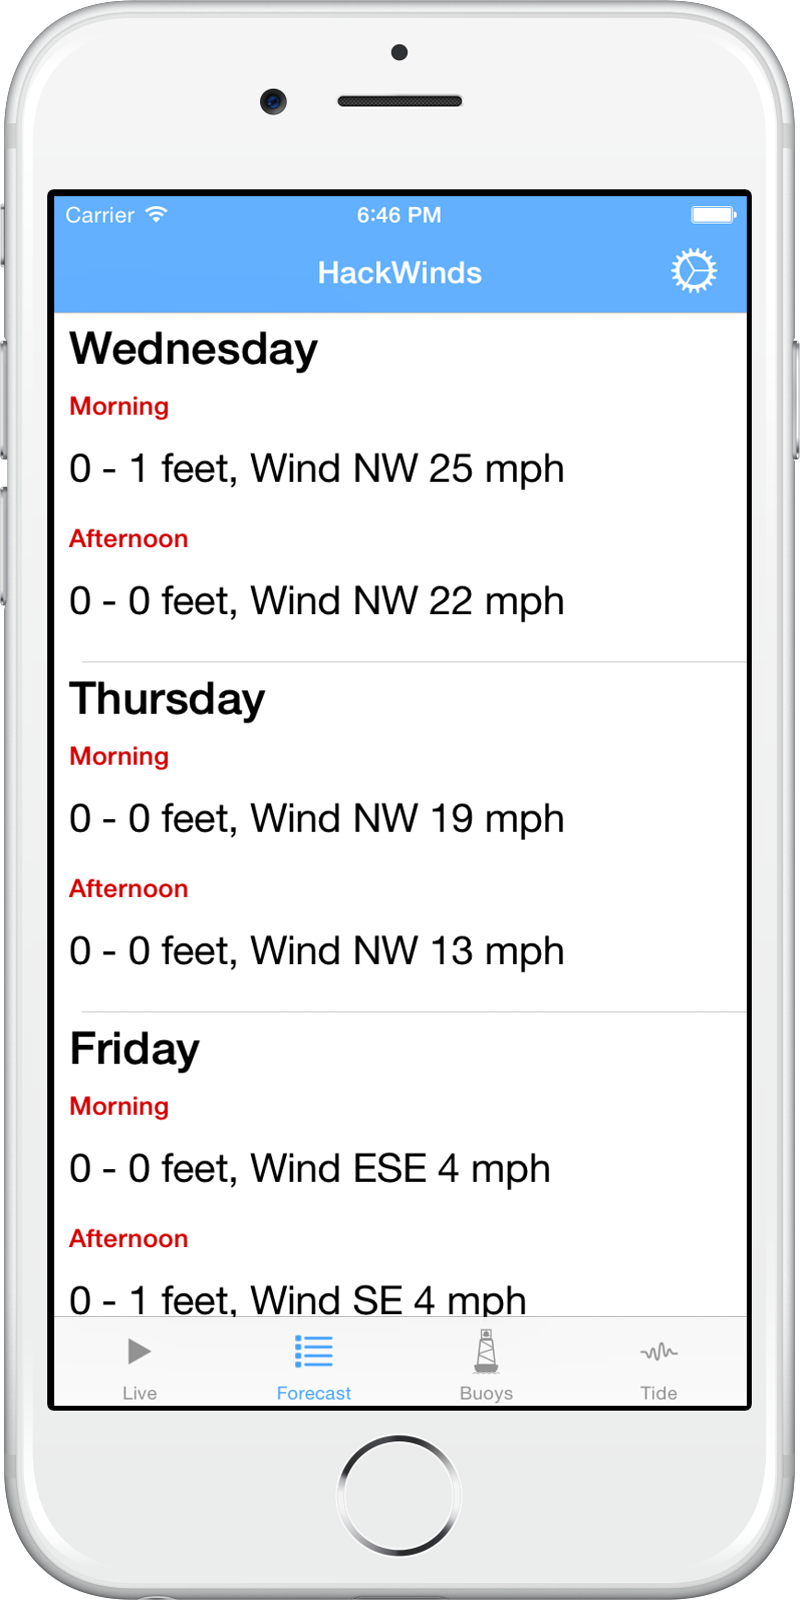 Carrier 6:46 PM
HackWinds
Wednesday
Morning
0 - 1 feet, Wind NW 25 mph
Afternoon
0 - 0 feet, Wind NW 22 mph
Thursday
Morning
0 - 0 feet, Wind NW 19 mph
Afternoon
0 - 0 feet, Wind NW 13 mph
Friday
Morning
0 - 0 feet, Wind ESE 4 mph
Afternoon
0 - 1 feet, Wind SE 4 mph
Live Forecast Buoys Tide